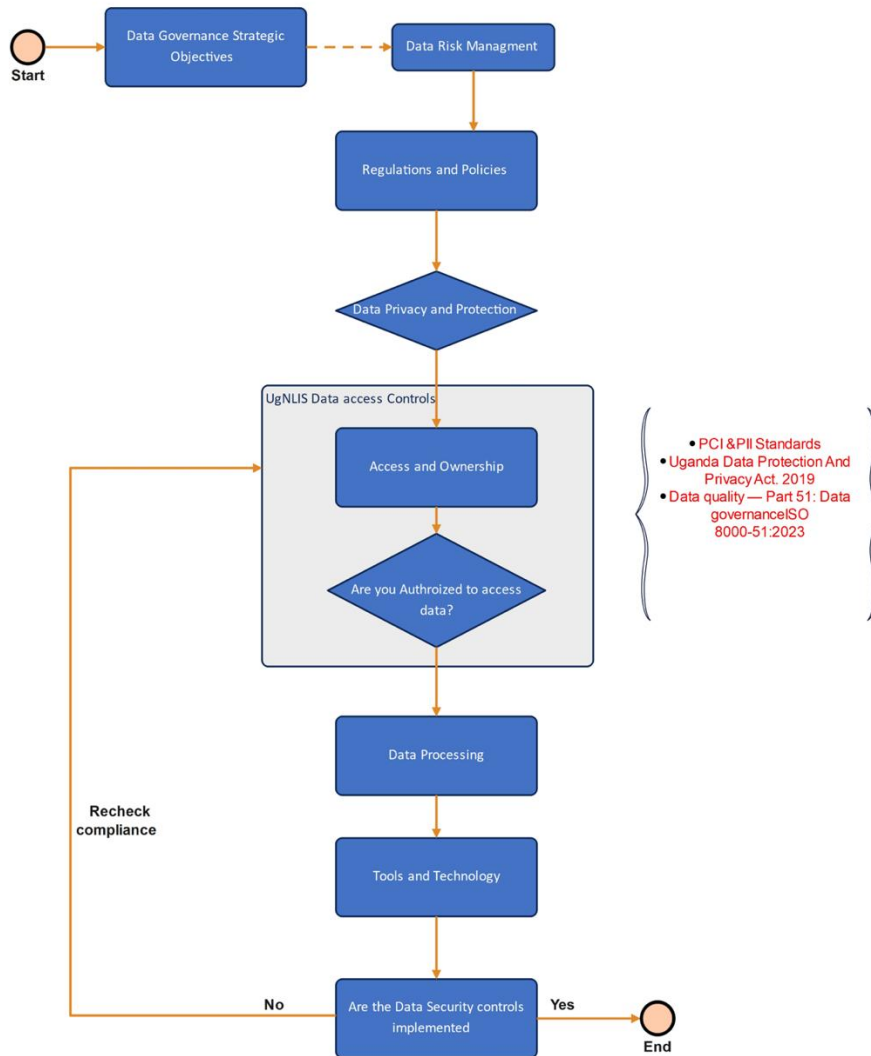 Data Governance Strategic
Objectives
Data Risk Managment
Start
Regulations and Policies
Data Privacy and Protection
UgNLIS Data access Controls
Access and Ownership
Are you Authroized to access
data?
• PCI &PII Standards
• Uganda Data Protection And
Privacy Act. 2019
• Data quality — Part 51: Data
governanceISO
8000-51:2023
Data Processing
Recheck
compliance
Tools and Technology
No
Are the Data Security controls
implemented
Yes
End